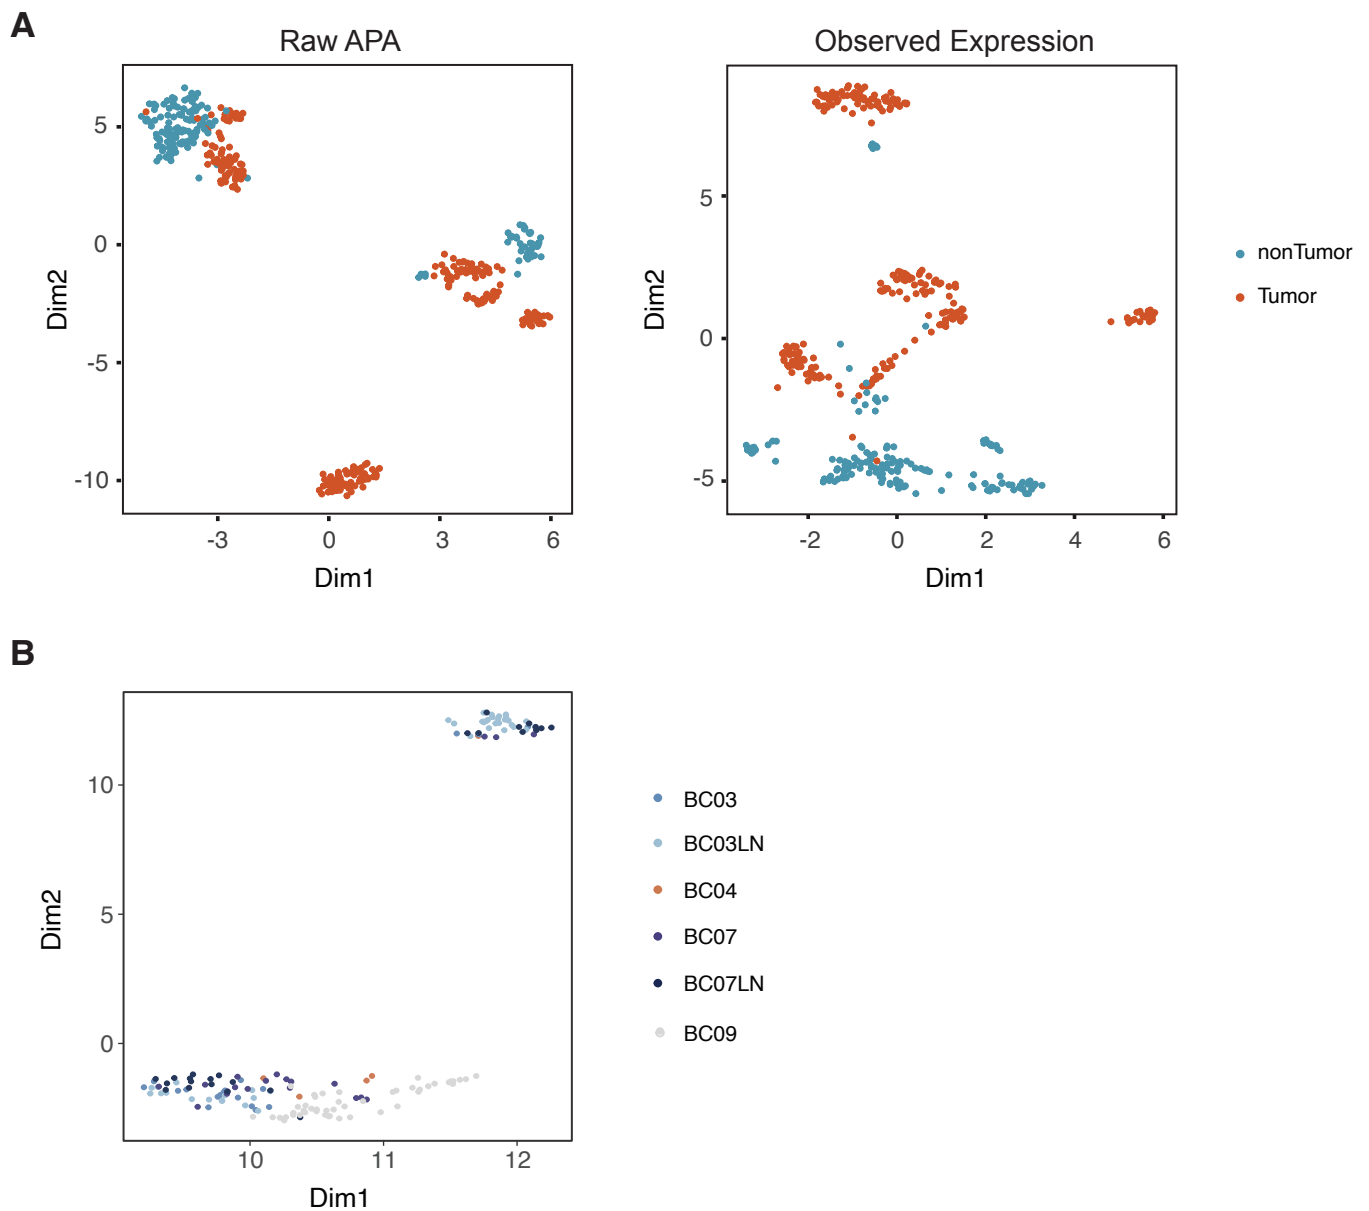 A
Raw APA
Observed Expression
5
0
-5
-10
Dim2
-3
0
3
6
Dim1
5
0
-5
Dim2
-2
0
2
4
6
Dim1
nonTumor
Tumor
B
10
5
0
Dim2
10
11
12
Dim1
BC03
BC03LN
BC04
BC07
BC07LN
BC09